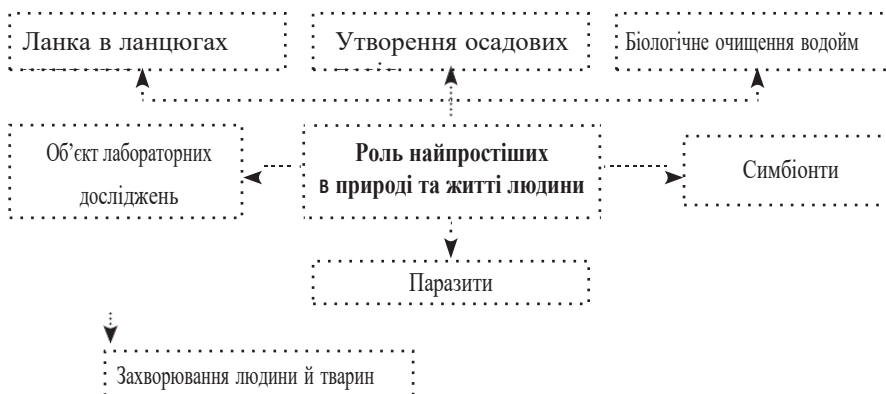 Ланка в ланцюгах
Утворення осадових
Біологічне очищення водойм
Об’єкт лабораторних
досліджень
Роль найпростіших
в природі та житті людини
Симбіонти
Паразити
Захворювання людини й тварин